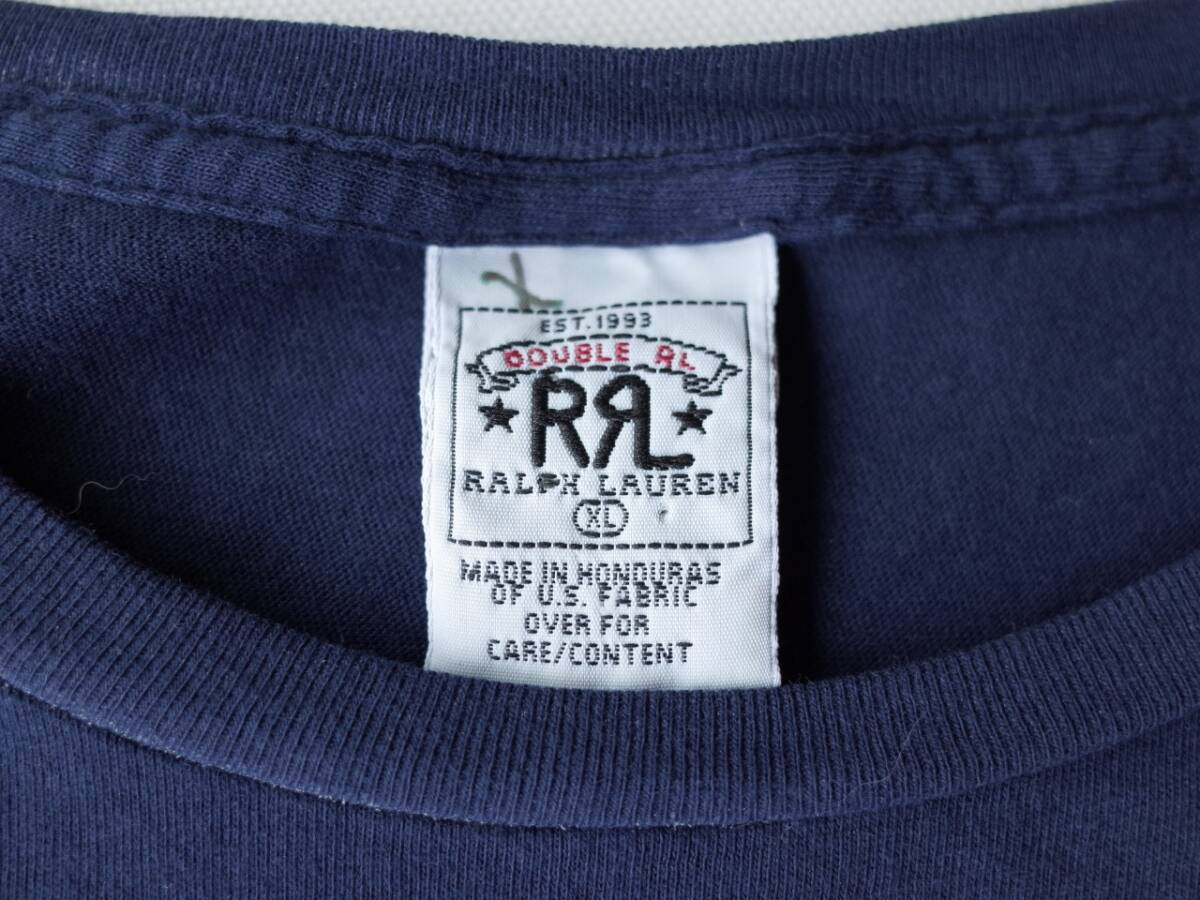 X
EST. 1993
DOUBLE RL
RRL
RALPH LAUREN
XL
MADE IN HONDURAS
OF U.S. FABRIC
OVER FOR
CARE/CONTENT